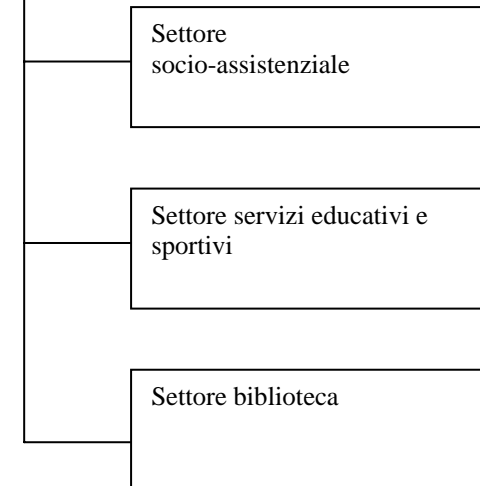 Settore
socio-assistenziale
Settore servizi educativi e
sportivi
Settore biblioteca